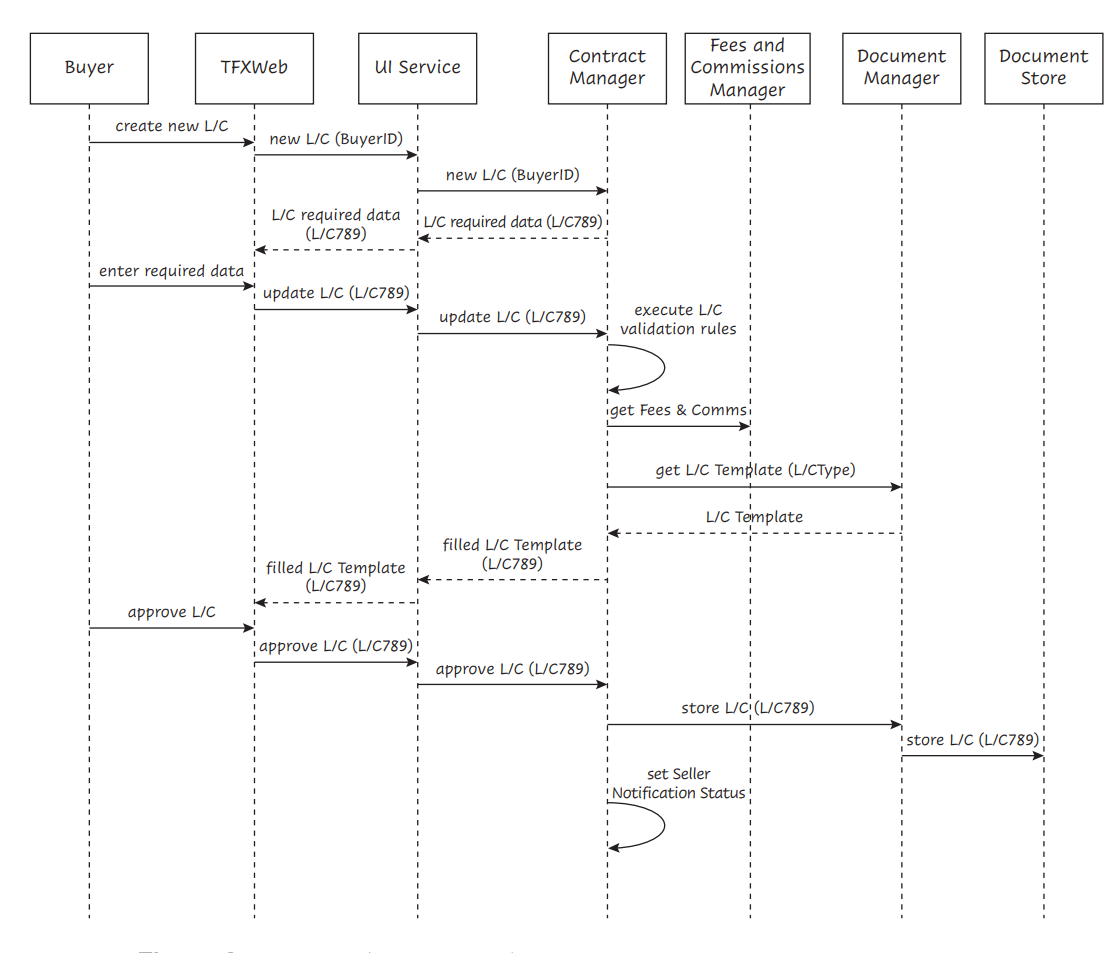 Buyer
TFXWeb
UI Service
Contract
Manager
Fees and
Commissions
Manager
Document
Manager
Document
Store
create new L/C
new L/C (BuyerID)
new L/C (BuyerID)
L/C required data (L/C789)
L/C required data
(L/C789)
enter required data
update L/C (L/C789)
update L/C (L/C789)
execute L/C
validation rules
get Fees & Comms
get L/C Template (L/CType)
L/C Template
filled L/C Template
(L/C789)
filled L/C Template
(L/C789)
approve L/C
approve L/C (L/C789)
approve L/C (L/C789)
store L/C (L/C789)
store L/C (L/C789)
set Seller
Notification Status